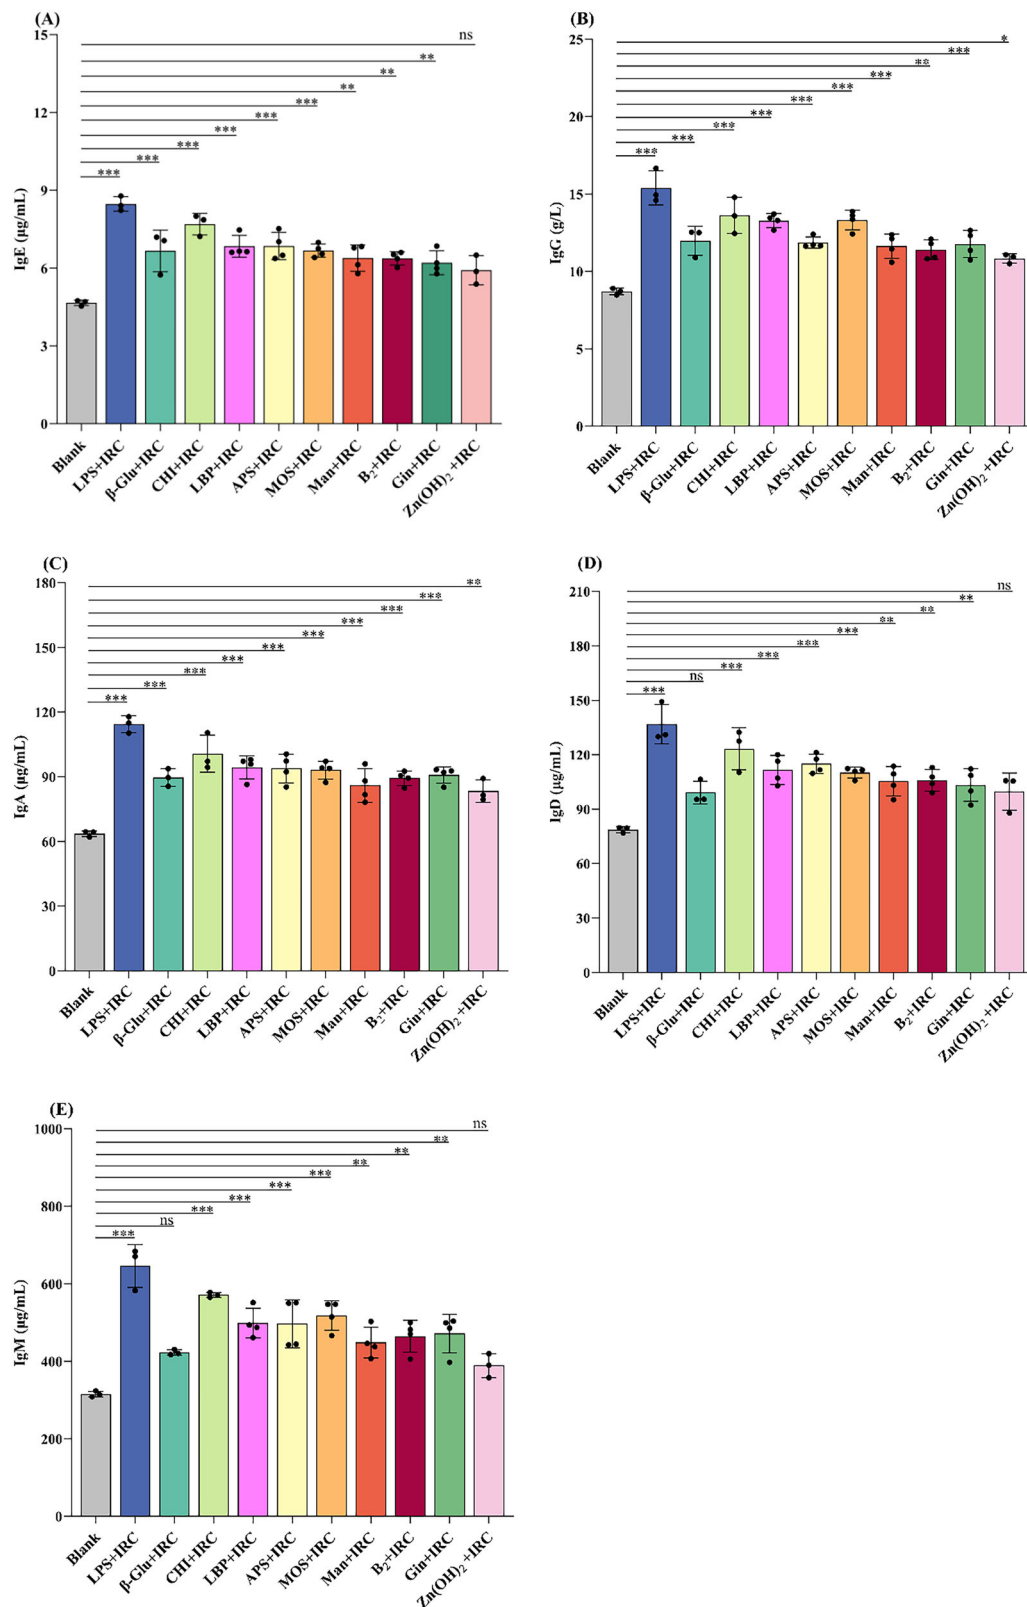 (A)
IgE (µg/mL)
15
12
9
6
3
0
ns
**
**
**
***
***
***
***
***
***
Blank
LPS+IRC
β-Glu+IRC
CHI+IRC
LBP+IRC
APS+IRC
MOS+IRC
Man+IRC
B₂+IRC
Gin+IRC
Zn(OH)₂+IRC
(B)
IgG (g/L)
25
20
15
10
5
0
*
***
**
***
***
***
***
***
***
***
Blank
LPS+IRC
β-Glu+IRC
CHI+IRC
LBP+IRC
APS+IRC
MOS+IRC
Man+IRC
B₂+IRC
Gin+IRC
Zn(OH)₂+IRC
(C)
IgA (µg/mL)
180
150
120
90
60
30
0
**
***
***
***
***
***
***
***
***
***
Blank
LPS+IRC
β-Glu+IRC
CHI+IRC
LBP+IRC
APS+IRC
MOS+IRC
Man+IRC
B₂+IRC
Gin+IRC
Zn(OH)₂+IRC
(D)
IgD (µg/mL)
210
180
150
120
90
60
30
0
ns
**
**
**
***
***
***
***
ns
***
Blank
LPS+IRC
β-Glu+IRC
CHI+IRC
LBP+IRC
APS+IRC
MOS+IRC
Man+IRC
B₂+IRC
Gin+IRC
Zn(OH)₂+IRC
(E)
IgM (µg/mL)
1000
800
600
400
200
0
ns
**
**
**
***
***
***
***
ns
***
Blank
LPS+IRC
β-Glu+IRC
CHI+IRC
LBP+IRC
APS+IRC
MOS+IRC
Man+IRC
B₂+IRC
Gin+IRC
Zn(OH)₂+IRC